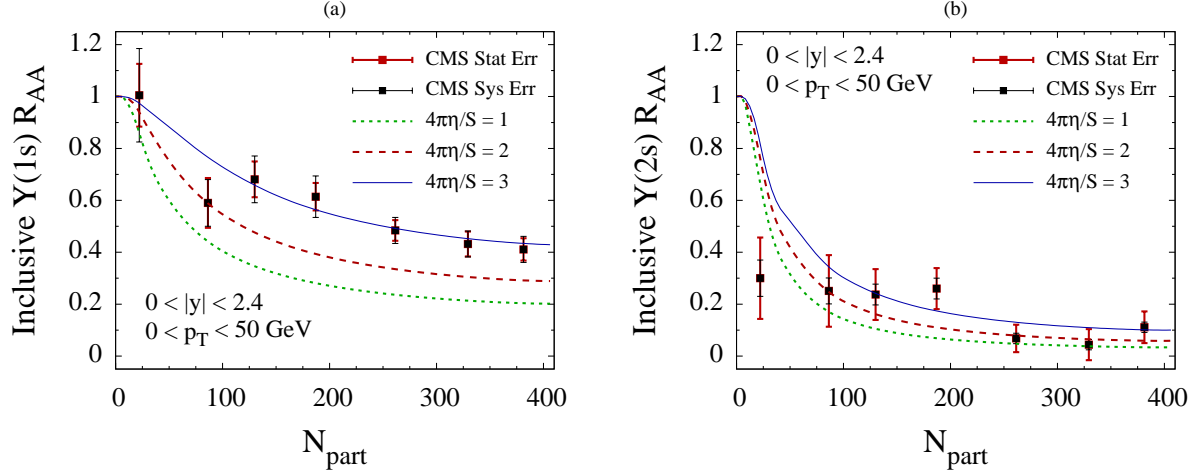 (a)
Inclusive Y(1s) R_AA
1.2
1
0.8
0.6
0.4
0.2
0
CMS Stat Err
CMS Sys Err
4πη/S = 1
4πη/S = 2
4πη/S = 3
0 < |y| < 2.4
0 < p_T < 50 GeV
0 100 200 300 400
N_part
(b)
Inclusive Y(2s) R_AA
1.2
1
0.8
0.6
0.4
0.2
0
0 < |y| < 2.4
0 < p_T < 50 GeV
CMS Stat Err
CMS Sys Err
4πη/S = 1
4πη/S = 2
4πη/S = 3
0 100 200 300 400
N_part